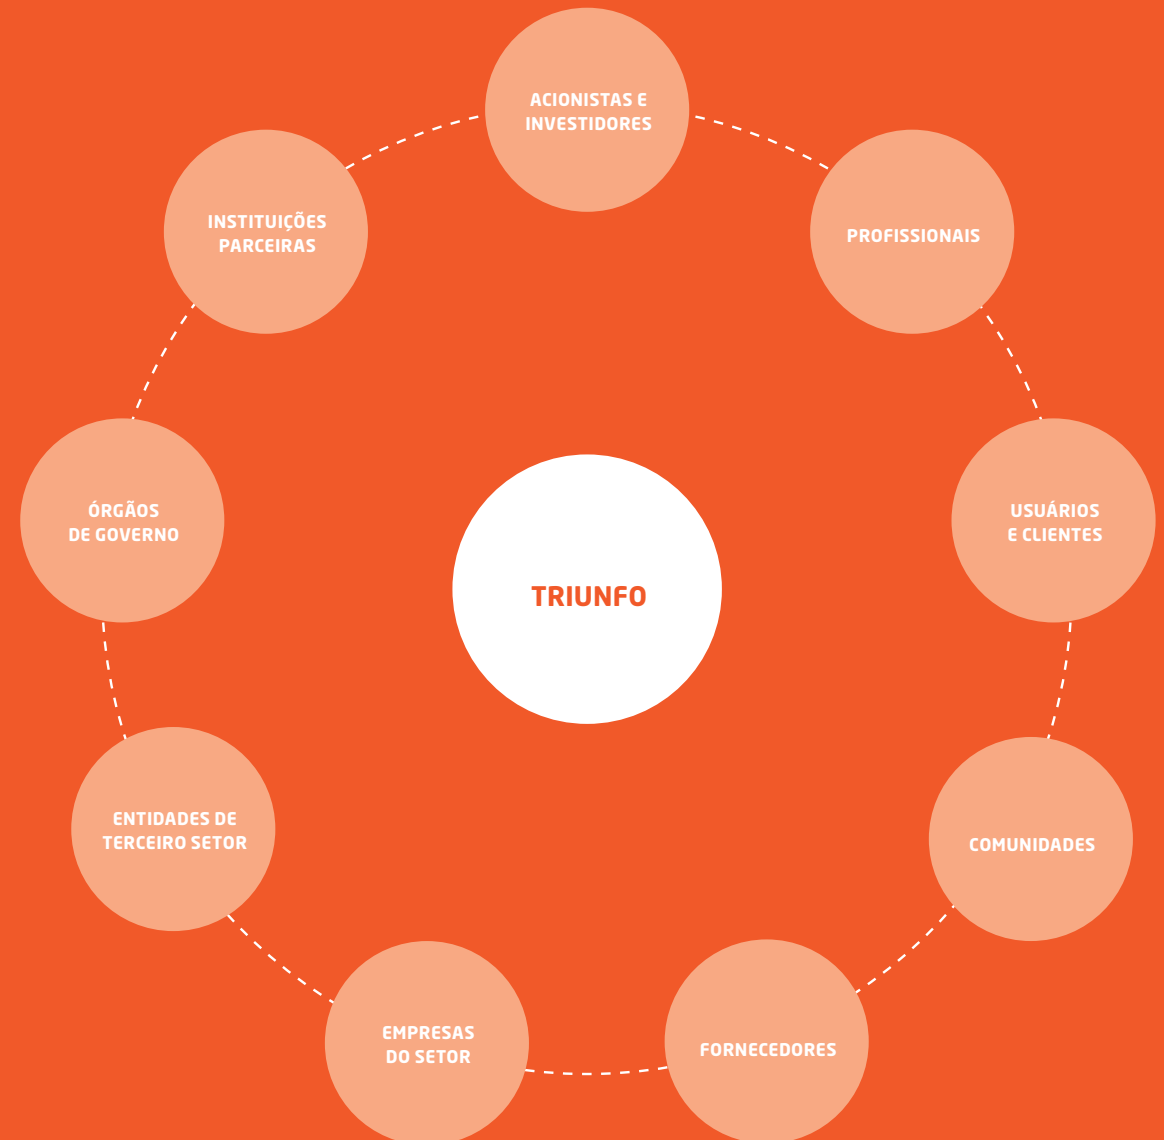 ACIONISTAS E
INVESTIDORES
INSTITUIÇÕES
PARCEIRAS
PROFISSIONAIS
ÓRGÃOS
DE GOVERNO
USUÁRIOS
E CLIENTES
TRIUNFO
ENTIDADES DE
TERCEIRO SETOR
COMUNIDADES
EMPRESAS
DO SETOR
FORNECEDORES